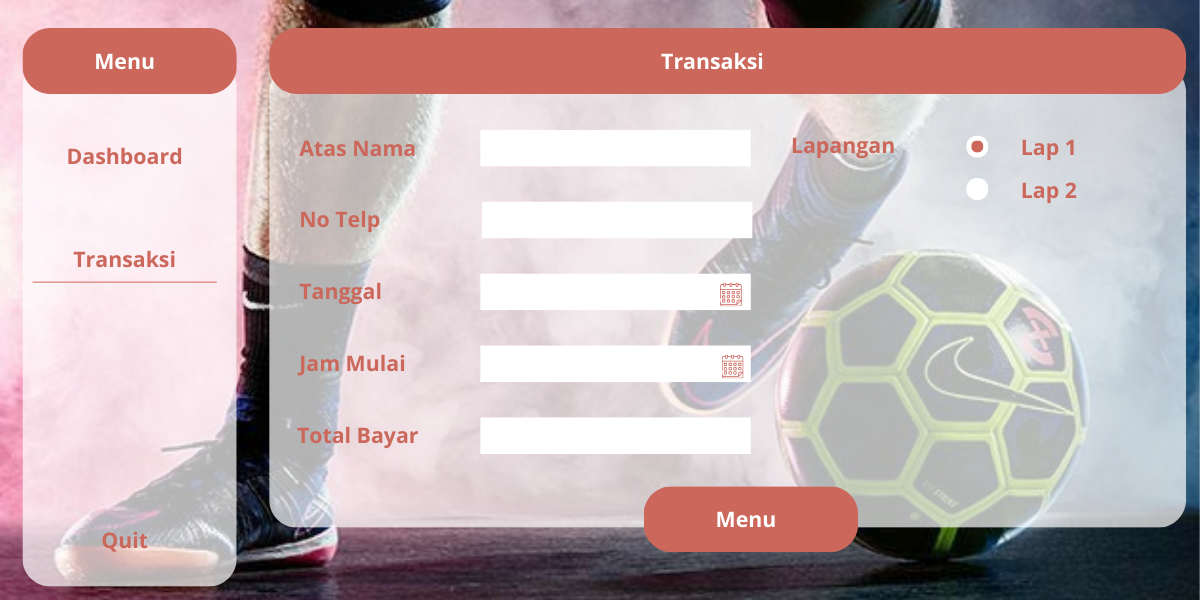 Menu
Dashboard
Transaksi
Quit
Transaksi
Atas Nama
No Telp
Tanggal
Jam Mulai
Total Bayar
Lapangan
Lap 1
Lap 2
Menu